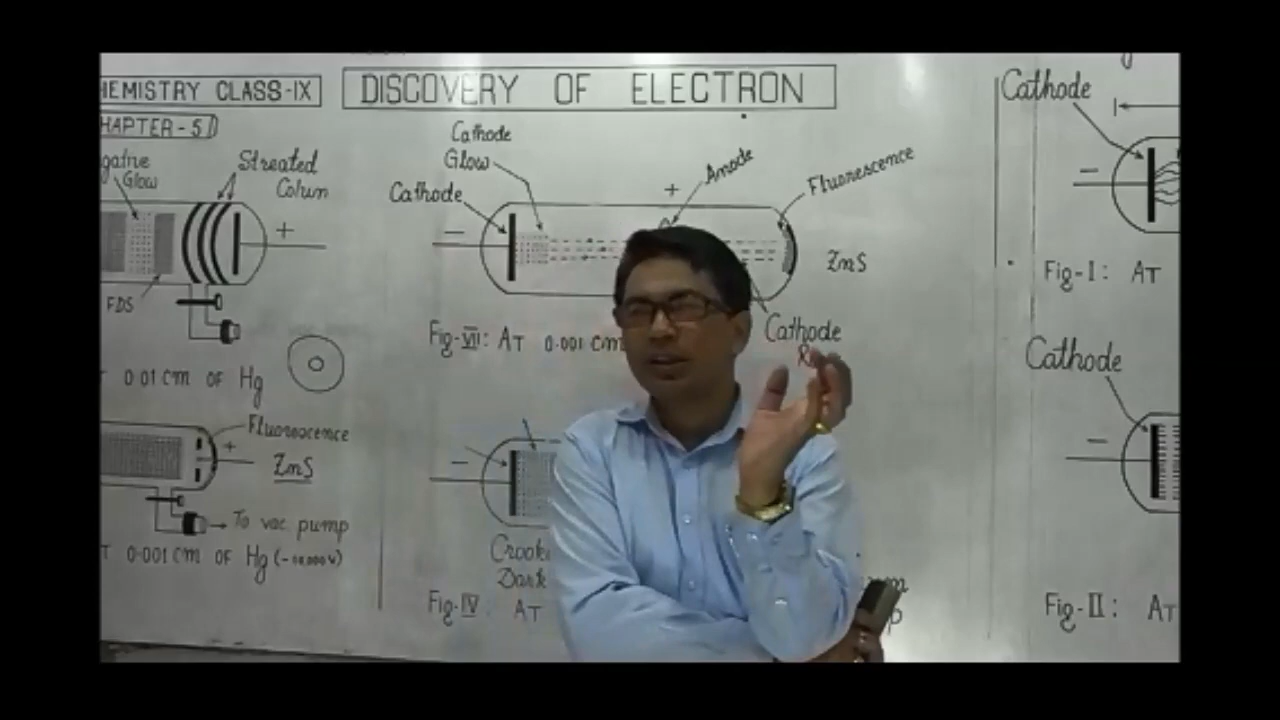 HEMISTRY CLASS-IX
DISCOVERY OF ELECTRON
HAPTER-5
gative
Glow
Streated
Colum
+
FDS
0.01 cm OF Hg
Fluorescence
+
ZnS
To vac pump
T 0.001 cm OF Hg
Cathode
Glow
Cathode
−
Anode
+
Fluorescence
ZnS
Cathode
Fig-VII: AT 0.001 cm
−
Crook
Dark
Fig-IV: AT
Cathode
−
Fig-I: AT
Cathode
−
Fig-II: AT